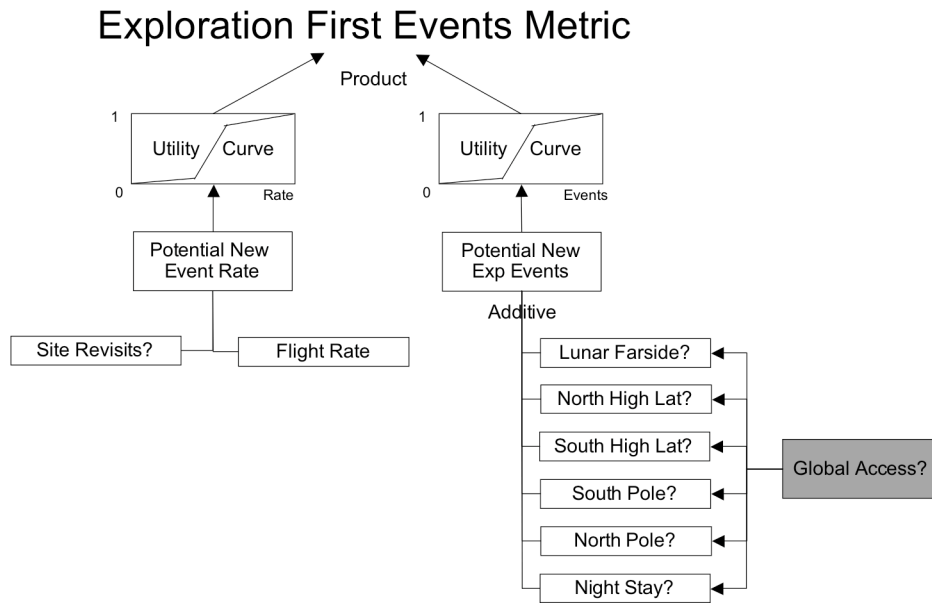 Exploration First Events Metric
Product
1
Utility Curve
0
Rate
1
Utility Curve
0
Events
Potential New
Event Rate
Potential New
Exp Events
Additive
Site Revisits?
Flight Rate
Lunar Farside?
North High Lat?
South High Lat?
Global Access?
South Pole?
North Pole?
Night Stay?